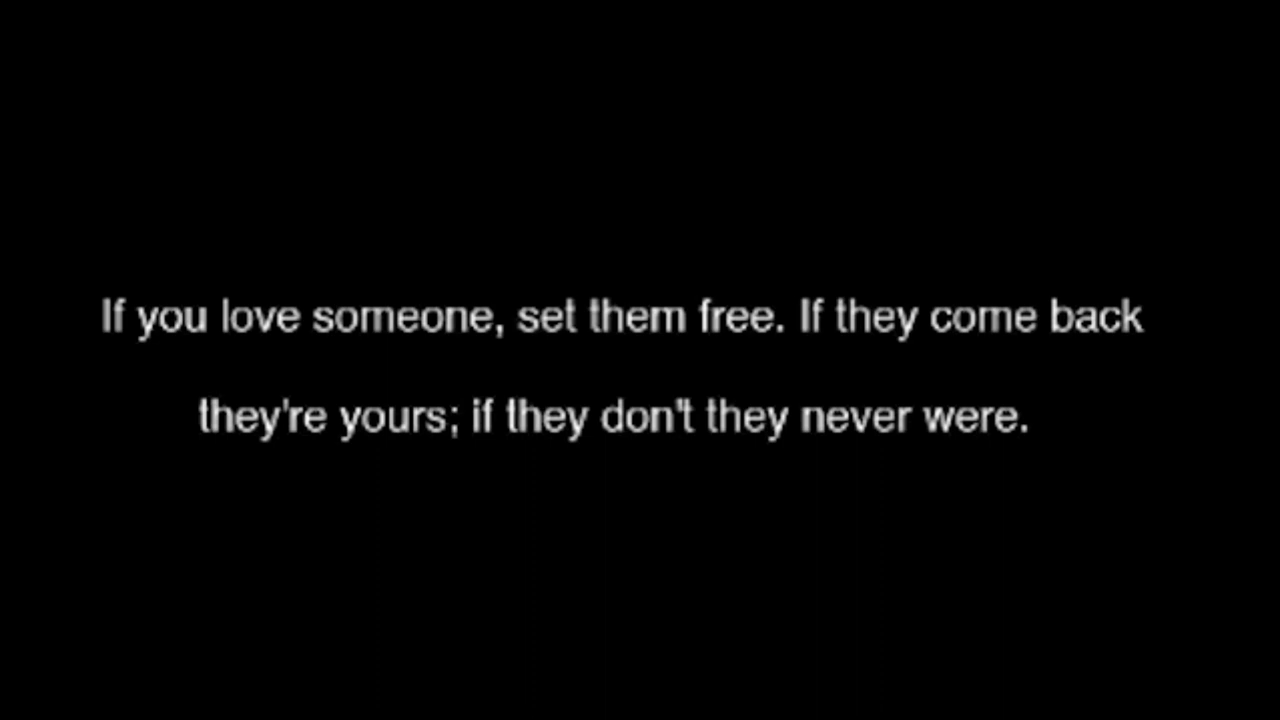 If you love someone, set them free. If they come back
they're yours; if they don't they never were.